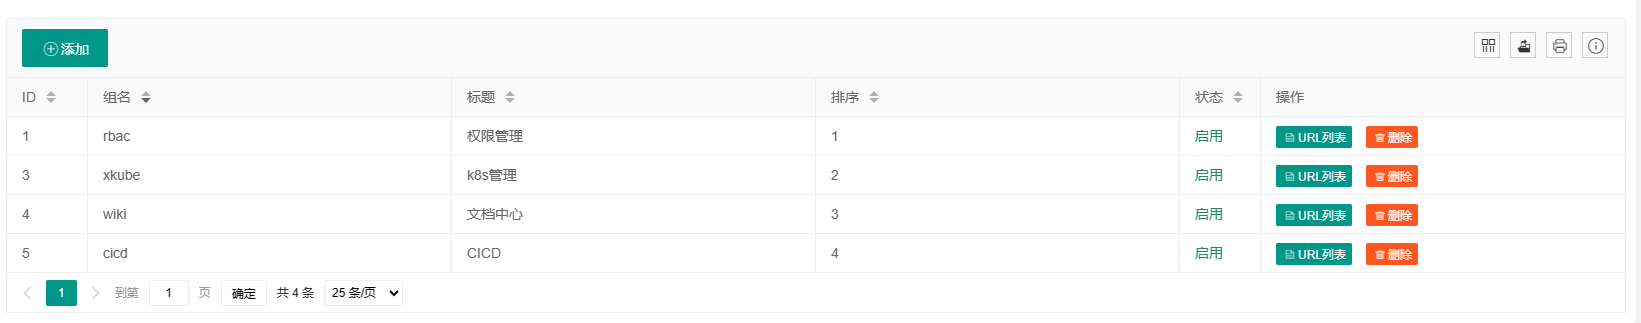 添加
ID 组名 标题 排序 状态 操作
1 rbac 权限管理 1 启用 URL列表 删除
3 xkube k8s管理 2 启用 URL列表 删除
4 wiki 文档中心 3 启用 URL列表 删除
5 cicd CICD 4 启用 URL列表 删除
1 到第 1 页 确定 共 4 条 25 条/页